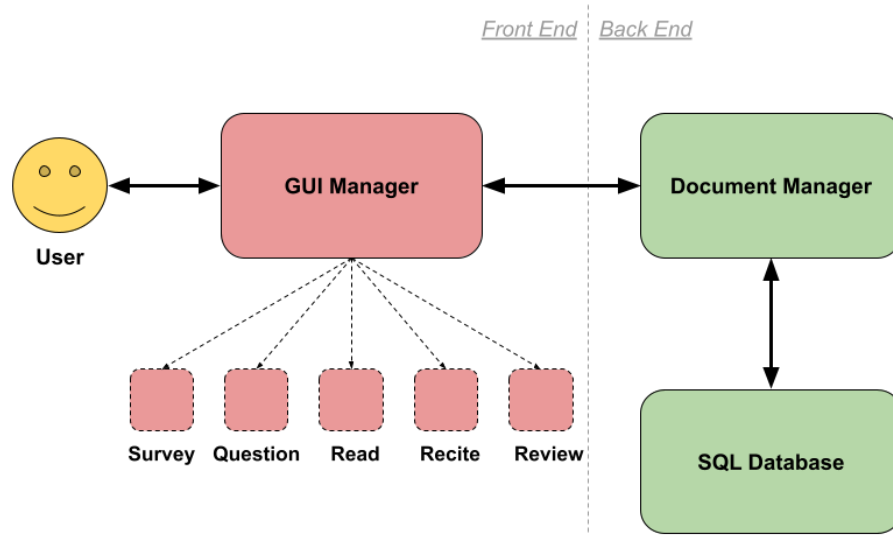 Front End
Back End
GUI Manager
Document Manager
User
Survey
Question
Read
Recite
Review
SQL Database